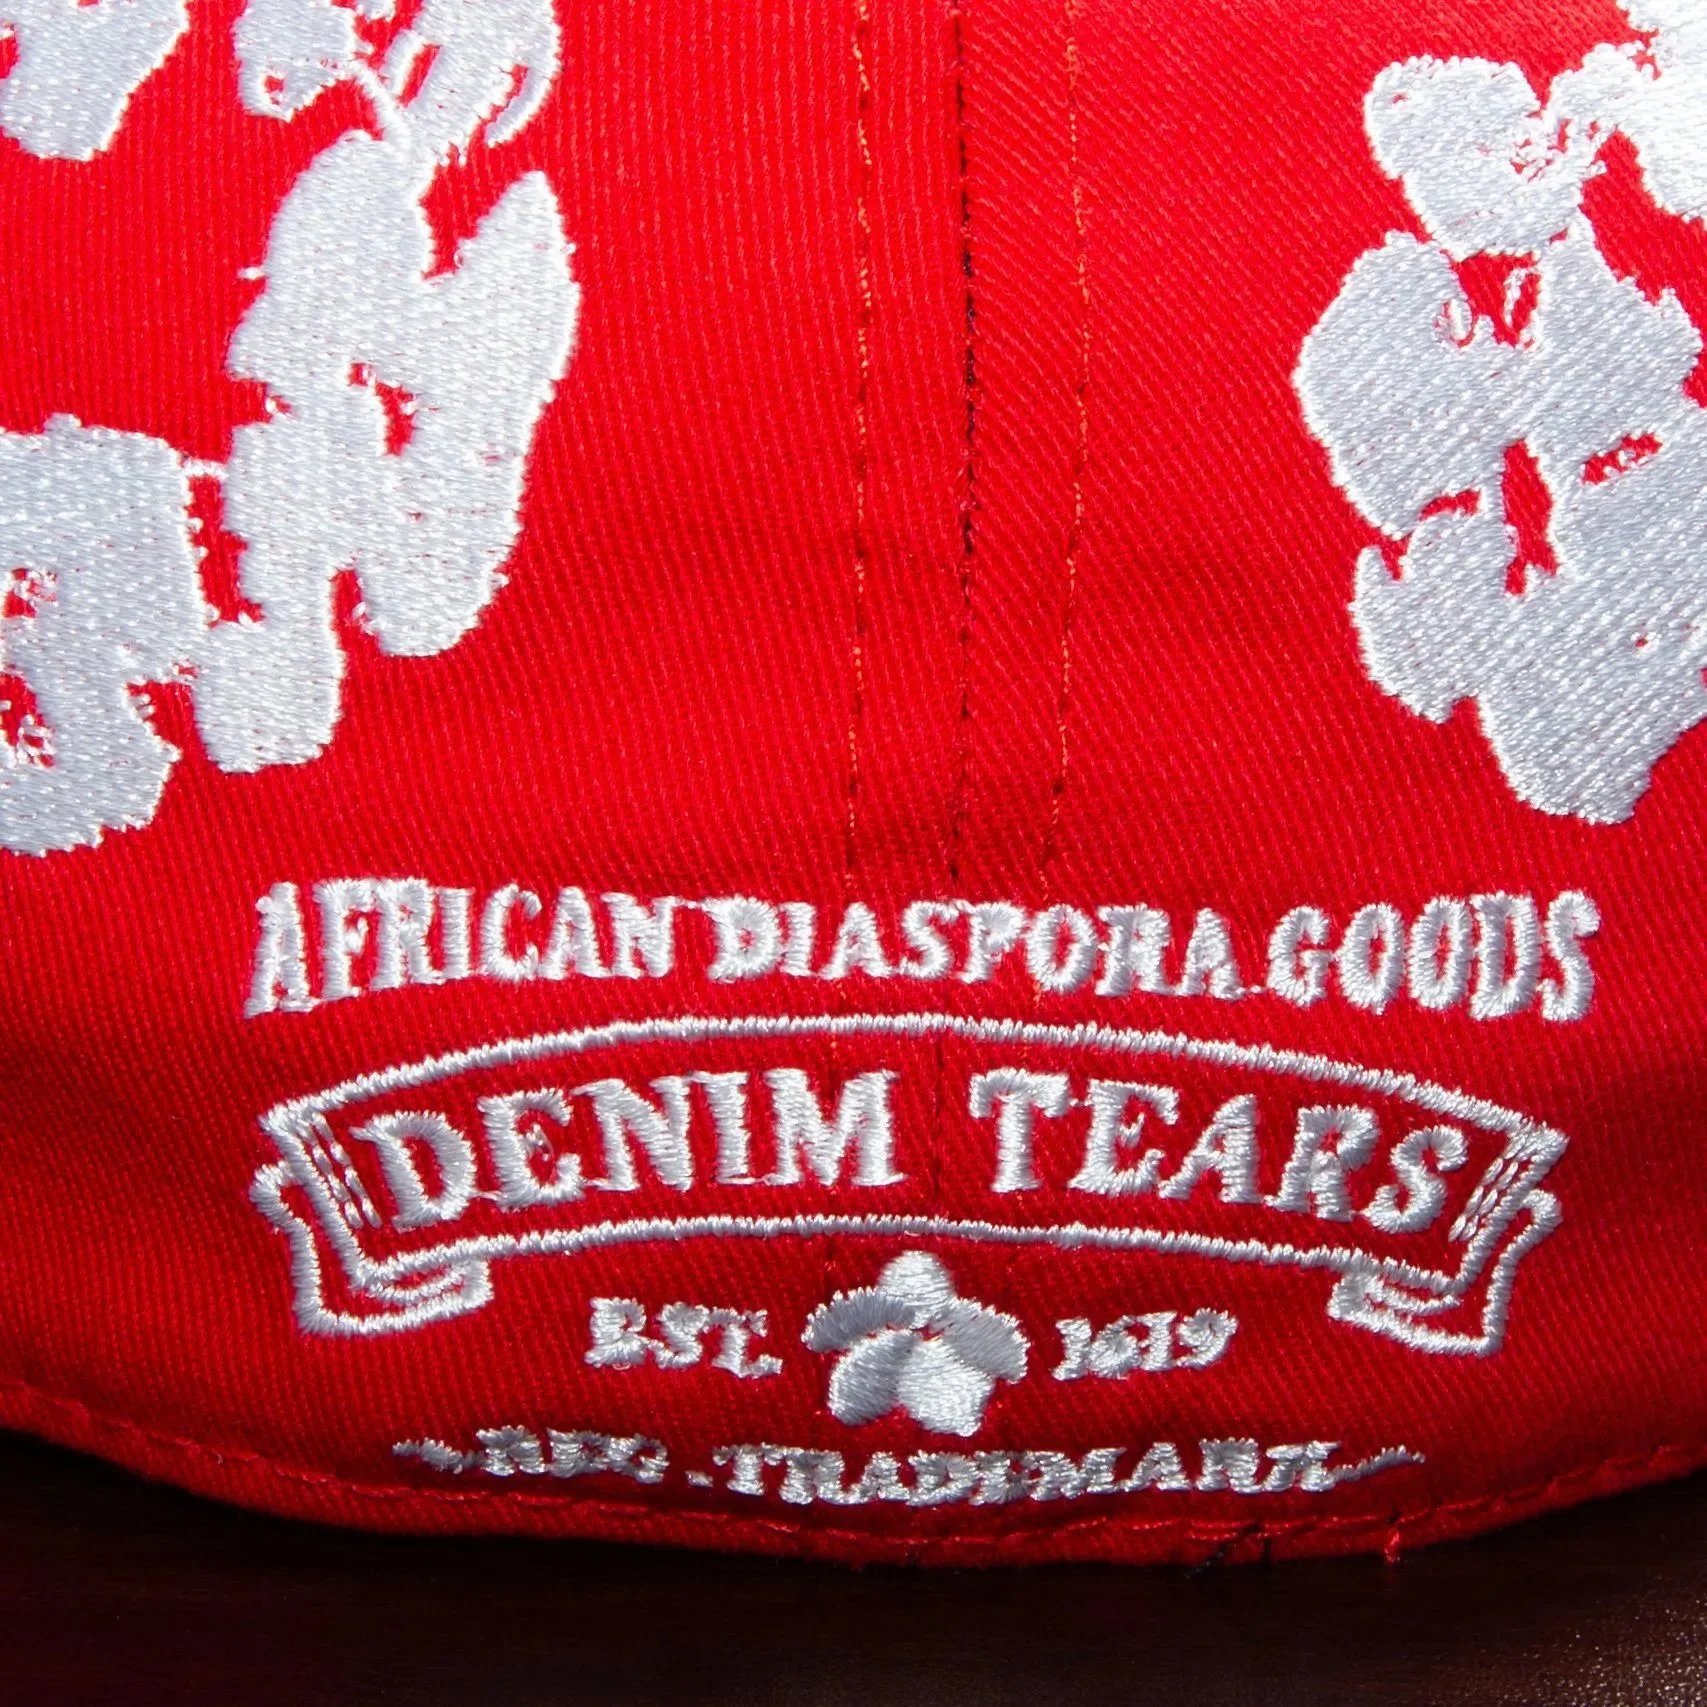 AFRICAN DIASPORA GOODS
DENIM TEARS
EST. 1619
REG. TRADEMARK